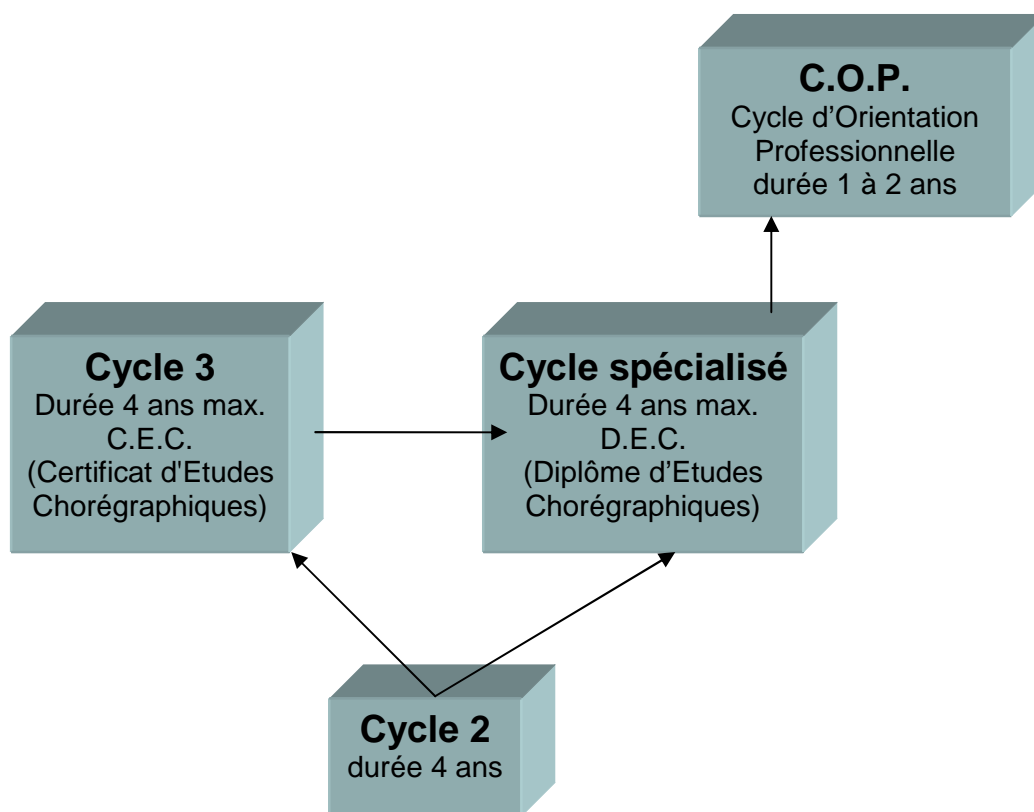 C.O.P.
Cycle d’Orientation
Professionnelle
durée 1 à 2 ans
Cycle 3
Durée 4 ans max.
C.E.C.
(Certificat d'Etudes
Chorégraphiques)
Cycle spécialisé
Durée 4 ans max.
D.E.C.
(Diplôme d’Etudes
Chorégraphiques)
Cycle 2
durée 4 ans